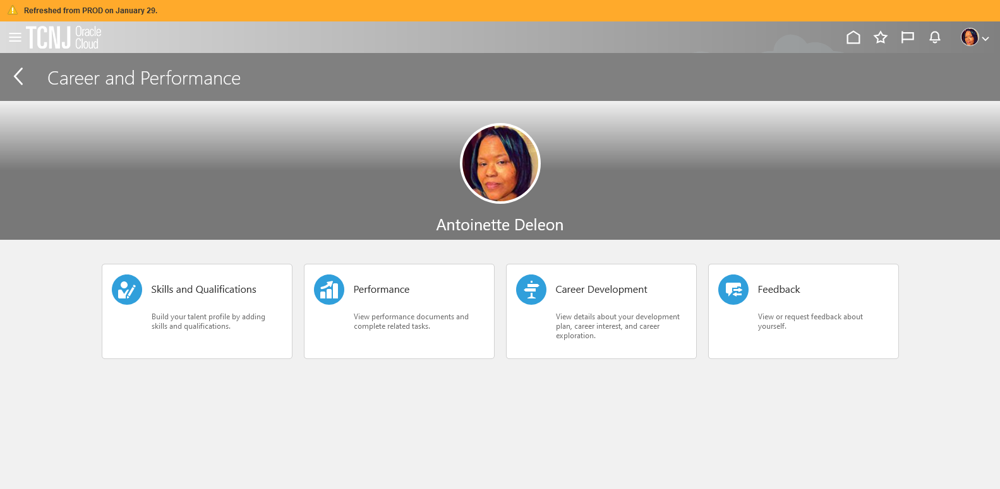 Refreshed from PROD on January 29.
TCNJ Oracle
Cloud
Career and Performance
Antoinette Deleon
Skills and Qualifications
Build your talent profile by adding
skills and qualifications.
Performance
View performance documents and
complete related tasks.
Career Development
View details about your development
plan, career interest, and career
exploration.
Feedback
View or request feedback about
yourself.